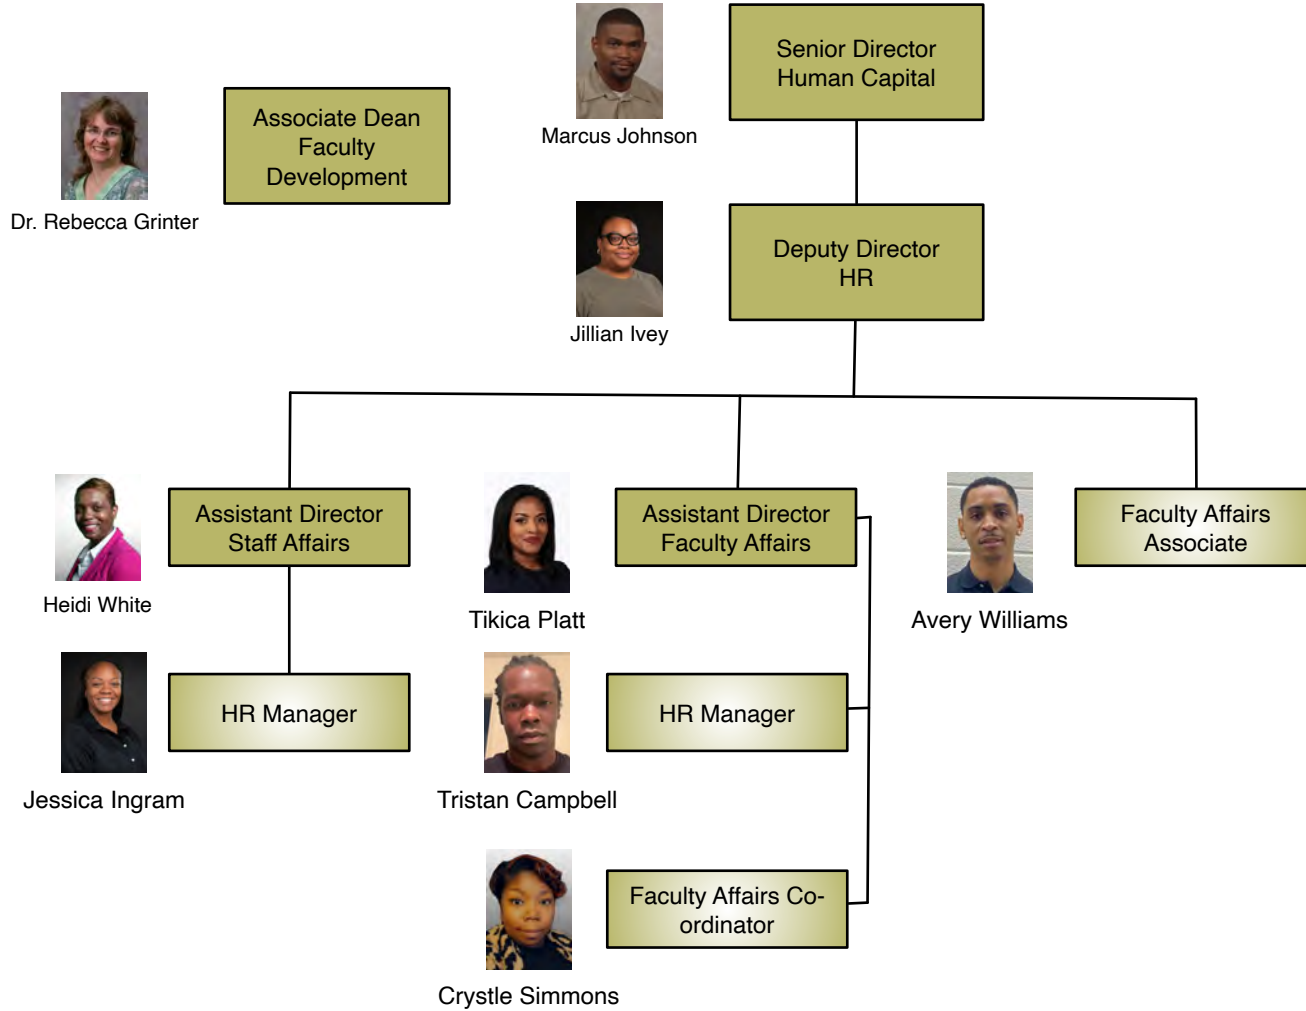 Senior Director
Human Capital
Marcus Johnson
Associate Dean
Faculty
Development
Dr. Rebecca Grinter
Deputy Director
HR
Jillian Ivey
Assistant Director
Staff Affairs
Heidi White
Assistant Director
Faculty Affairs
Tikica Platt
Faculty Affairs
Associate
Avery Williams
HR Manager
Jessica Ingram
HR Manager
Tristan Campbell
Faculty Affairs Co-
ordinator
Crystle Simmons